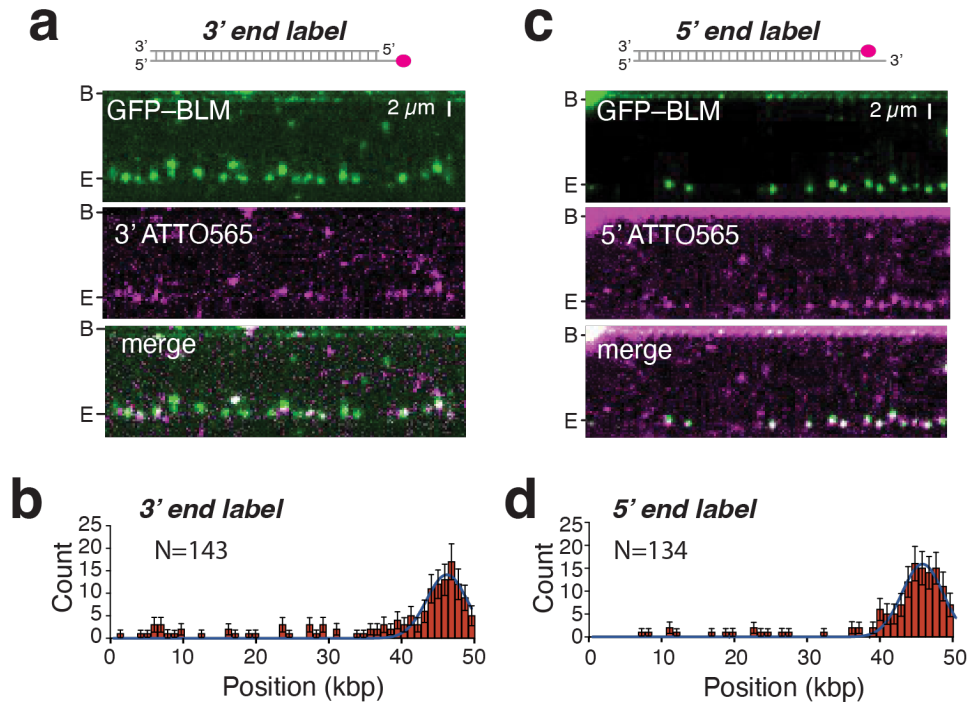 a
3’ end label
3’ 5’
5’
B
GFP–BLM 2 µm
E
B
3’ ATTO565
E
B
merge
E
b
3’ end label
N=143
Count
25
20
15
10
5
0
0 10 20 30 40 50
Position (kbp)
c
5’ end label
3’
5’ 3’
B
GFP–BLM 2 µm
E
B
5’ ATTO565
E
B
merge
E
d
5’ end label
N=134
Count
25
20
15
10
5
0
0 10 20 30 40 50
Position (kbp)